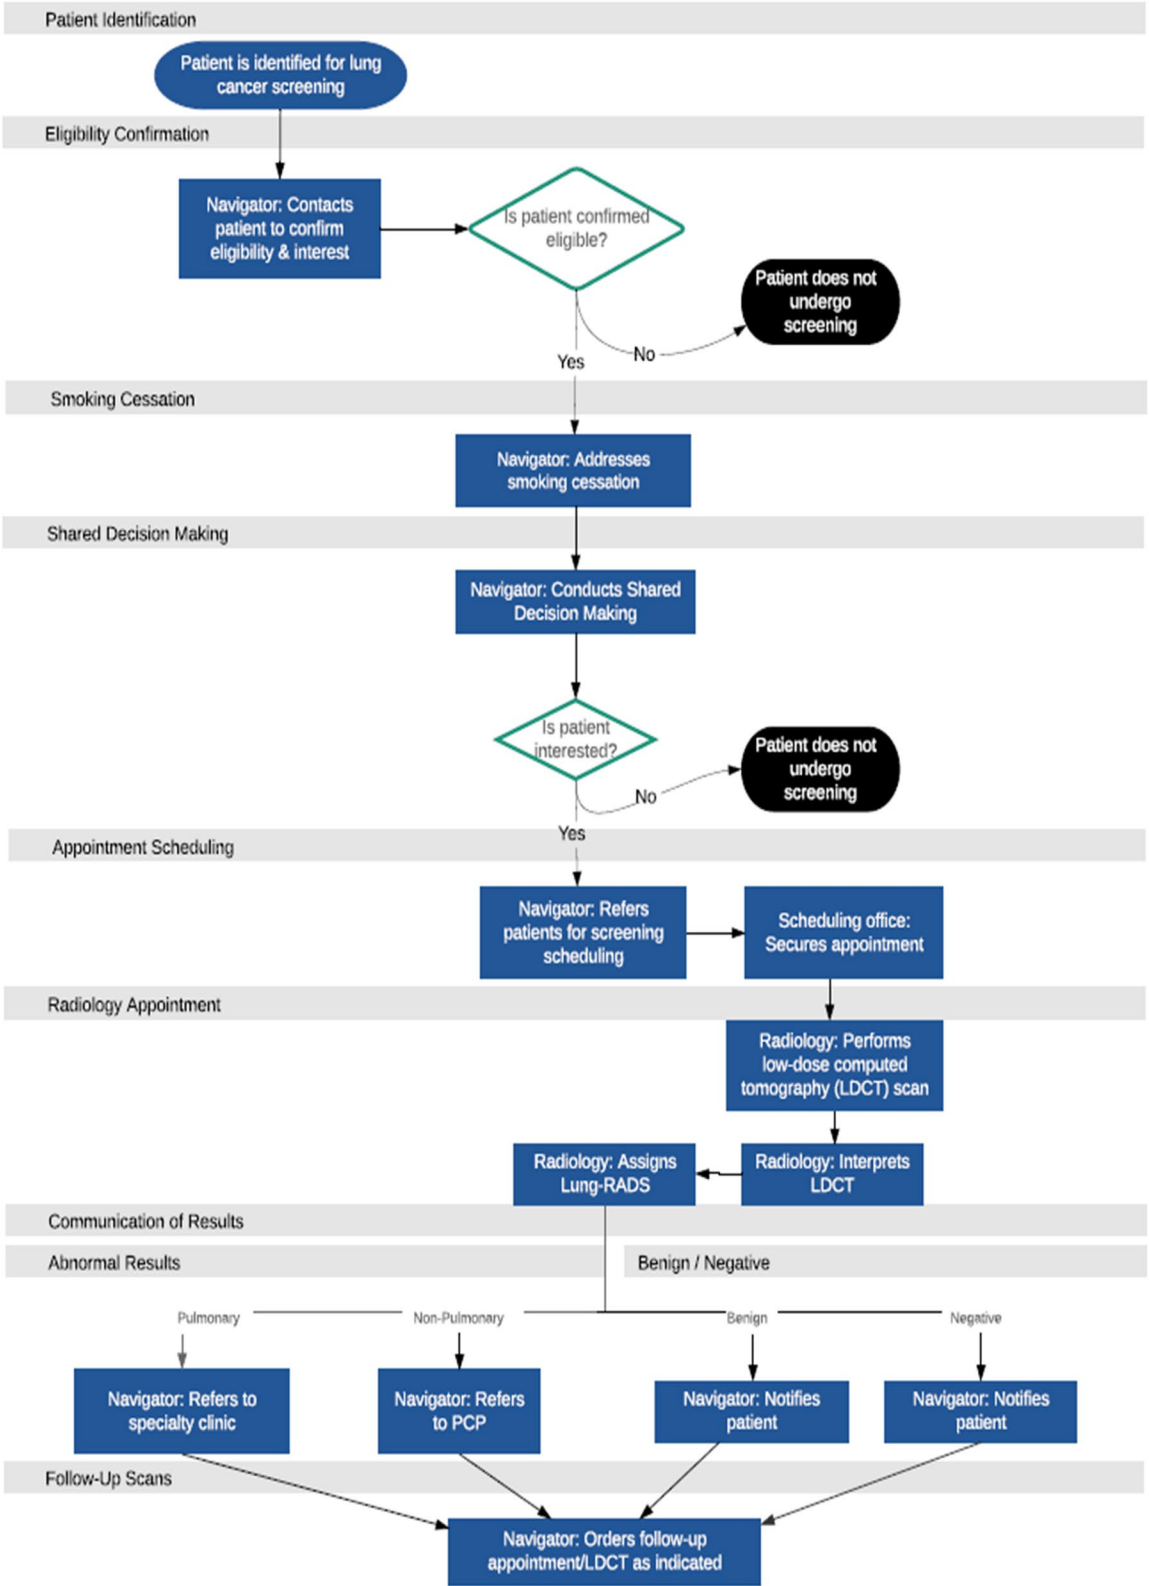 Patient Identification
Patient is identified for lung
cancer screening
Eligibility Confirmation
Navigator: Contacts
patient to confirm
eligibility & interest
Is patient confirmed
eligible?
Patient does not
undergo
screening
No
Yes
Smoking Cessation
Navigator: Addresses
smoking cessation
Shared Decision Making
Navigator: Conducts Shared
Decision Making
Is patient
interested?
Patient does not
undergo
screening
No
Yes
Appointment Scheduling
Navigator: Refers
patients for screening
scheduling
Scheduling office:
Secures appointment
Radiology Appointment
Radiology: Performs
low-dose computed
tomography (LDCT) scan
Radiology: Assigns
Lung-RADS
Radiology: Interprets
LDCT
Communication of Results
Abnormal Results
Benign / Negative
Pulmonary
Non-Pulmonary
Benign
Negative
Navigator: Refers to
specialty clinic
Navigator: Refers
to PCP
Navigator: Notifies
patient
Navigator: Notifies
patient
Follow-Up Scans
Navigator: Orders follow-up
appointment/LDCT as indicated